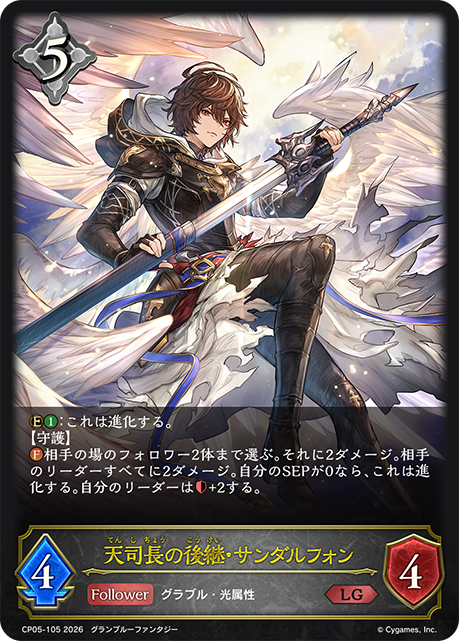 5
E1:これは進化する。
【守護】
F相手の場のフォロワー2体まで選ぶ。それに2ダメージ。相手
のリーダーすべてに2ダメージ。自分のSEPが0なら、これは進
化する。自分のリーダーは+2する。
てんしちょう こうけい
天司長の後継・サンダルフォン
4
Follower グラブル・光属性 LG
4
CP05-105 2026 グランブルーファンタジー © Cygames, Inc.